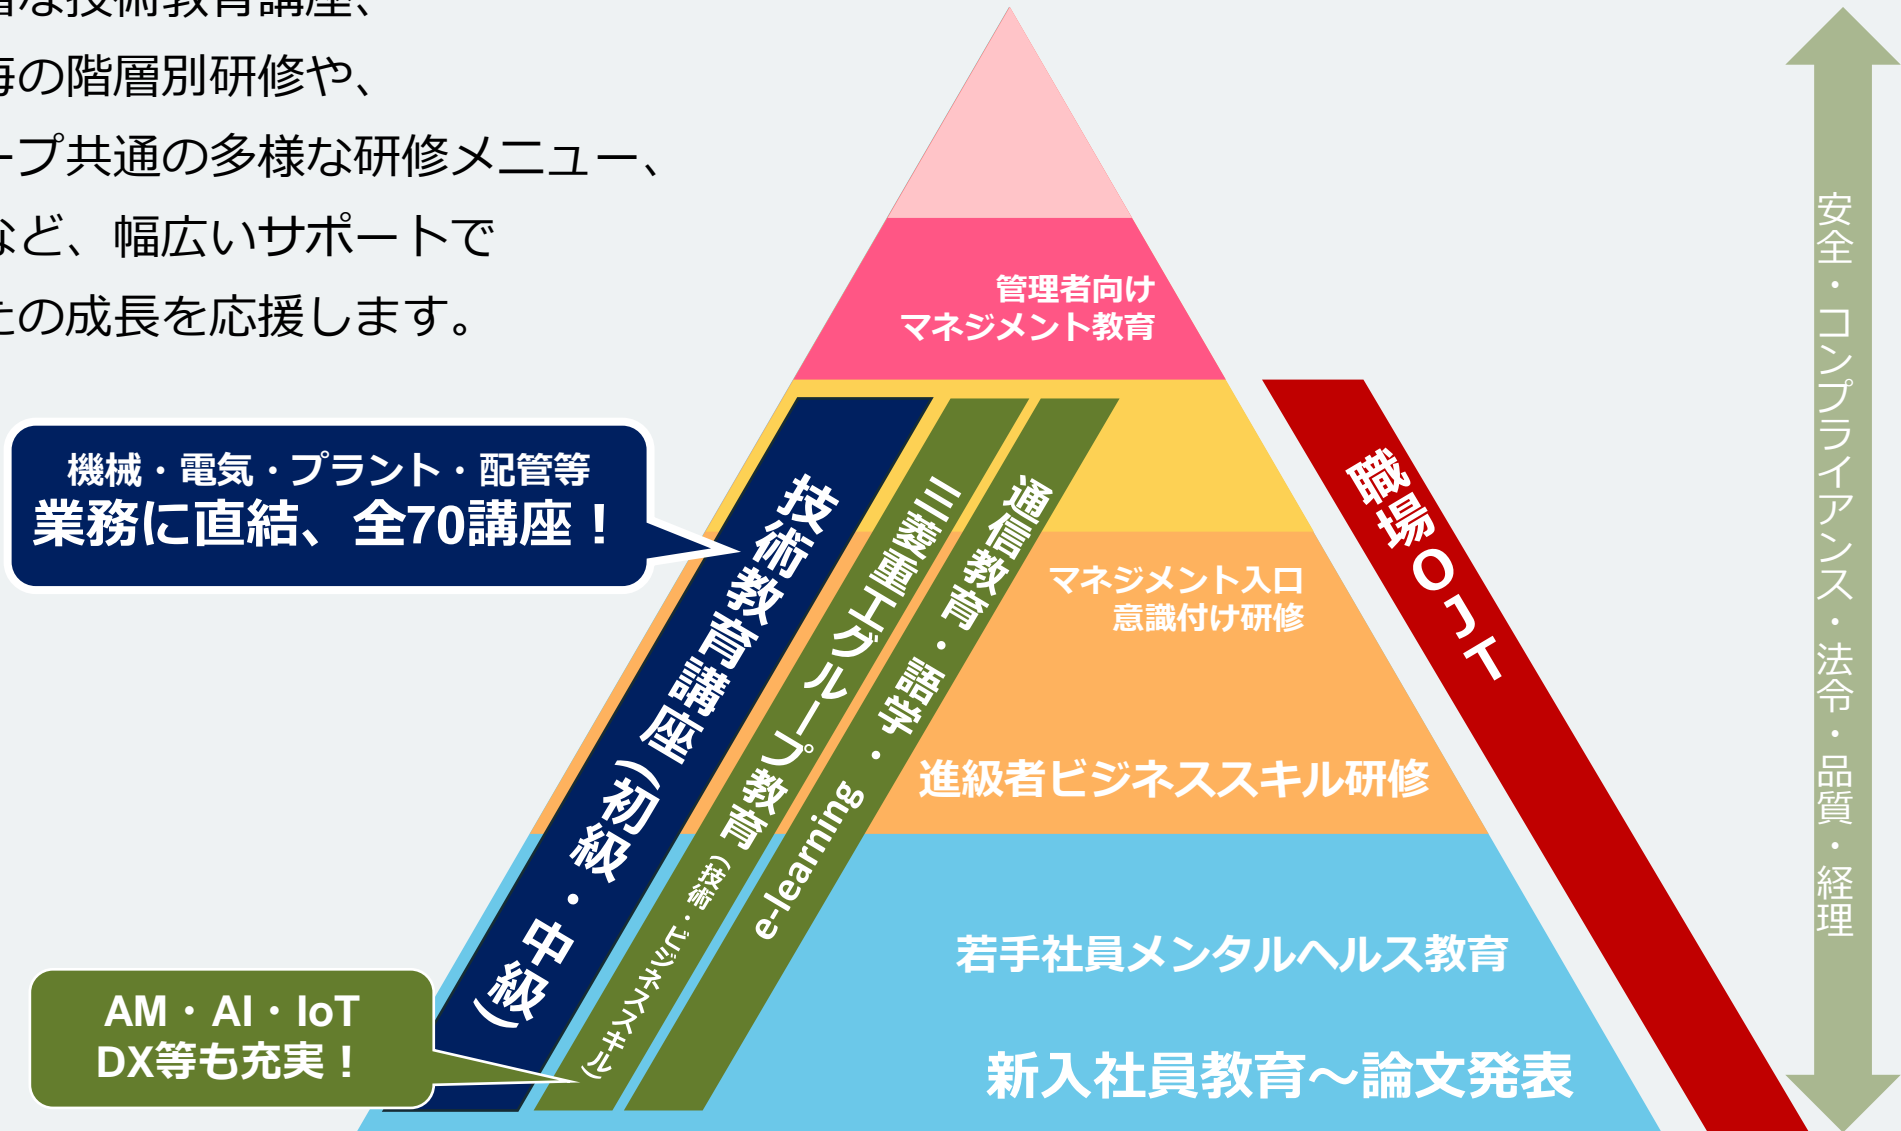 な技術教育講座、
の階層別研修や、
ープ共通の多様な研修メニュー、
など、幅広いサポートで
の成長を応援します。
管理者向け
マネジメント教育
機械・電気・プラント・配管等
業務に直結、全70講座！
技術教育講座(初級・中級)
三菱重工グループ教育(技術・ビジネススキル)
通信教育・語学・e-learning
職場OJT
安全・コンプライアンス・法令・品質・経理
マネジメント入口
意識付け研修
進級者ビジネススキル研修
若手社員メンタルヘルス教育
新入社員教育～論文発表
AM・AI・IoT
DX等も充実！